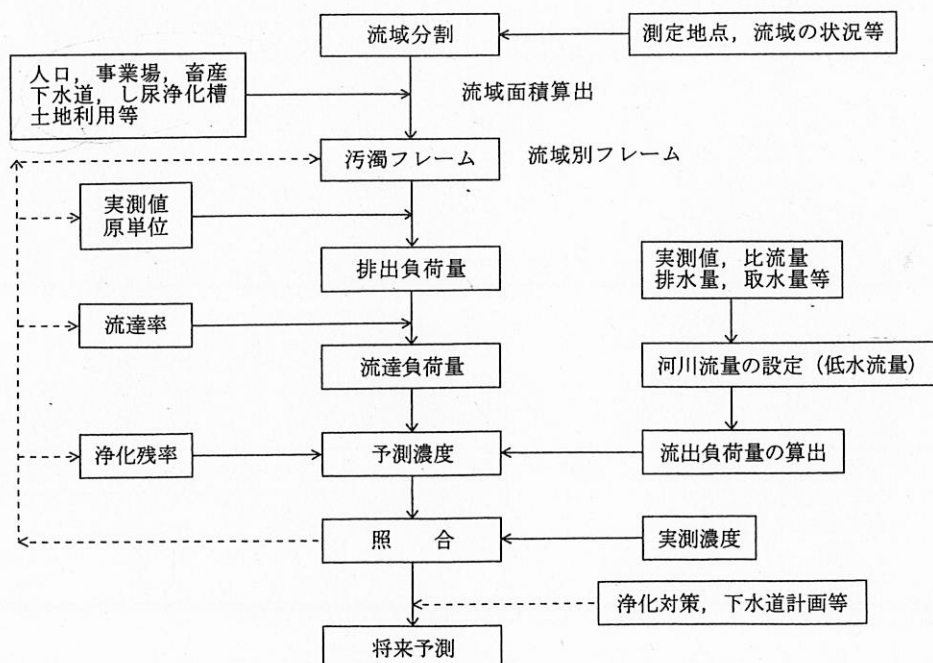 流域分割
測定地点，流域の状況等
人口，事業場，畜産
下水道，し尿浄化槽
土地利用等
流域面積算出
汚濁フレーム
流域別フレーム
実測値
原単位
排出負荷量
実測値，比流量
排水量，取水量等
流達率
流達負荷量
河川流量の設定（低水流量）
浄化残率
予測濃度
流出負荷量の算出
照　　合
実測濃度
浄化対策，下水道計画等
将来予測